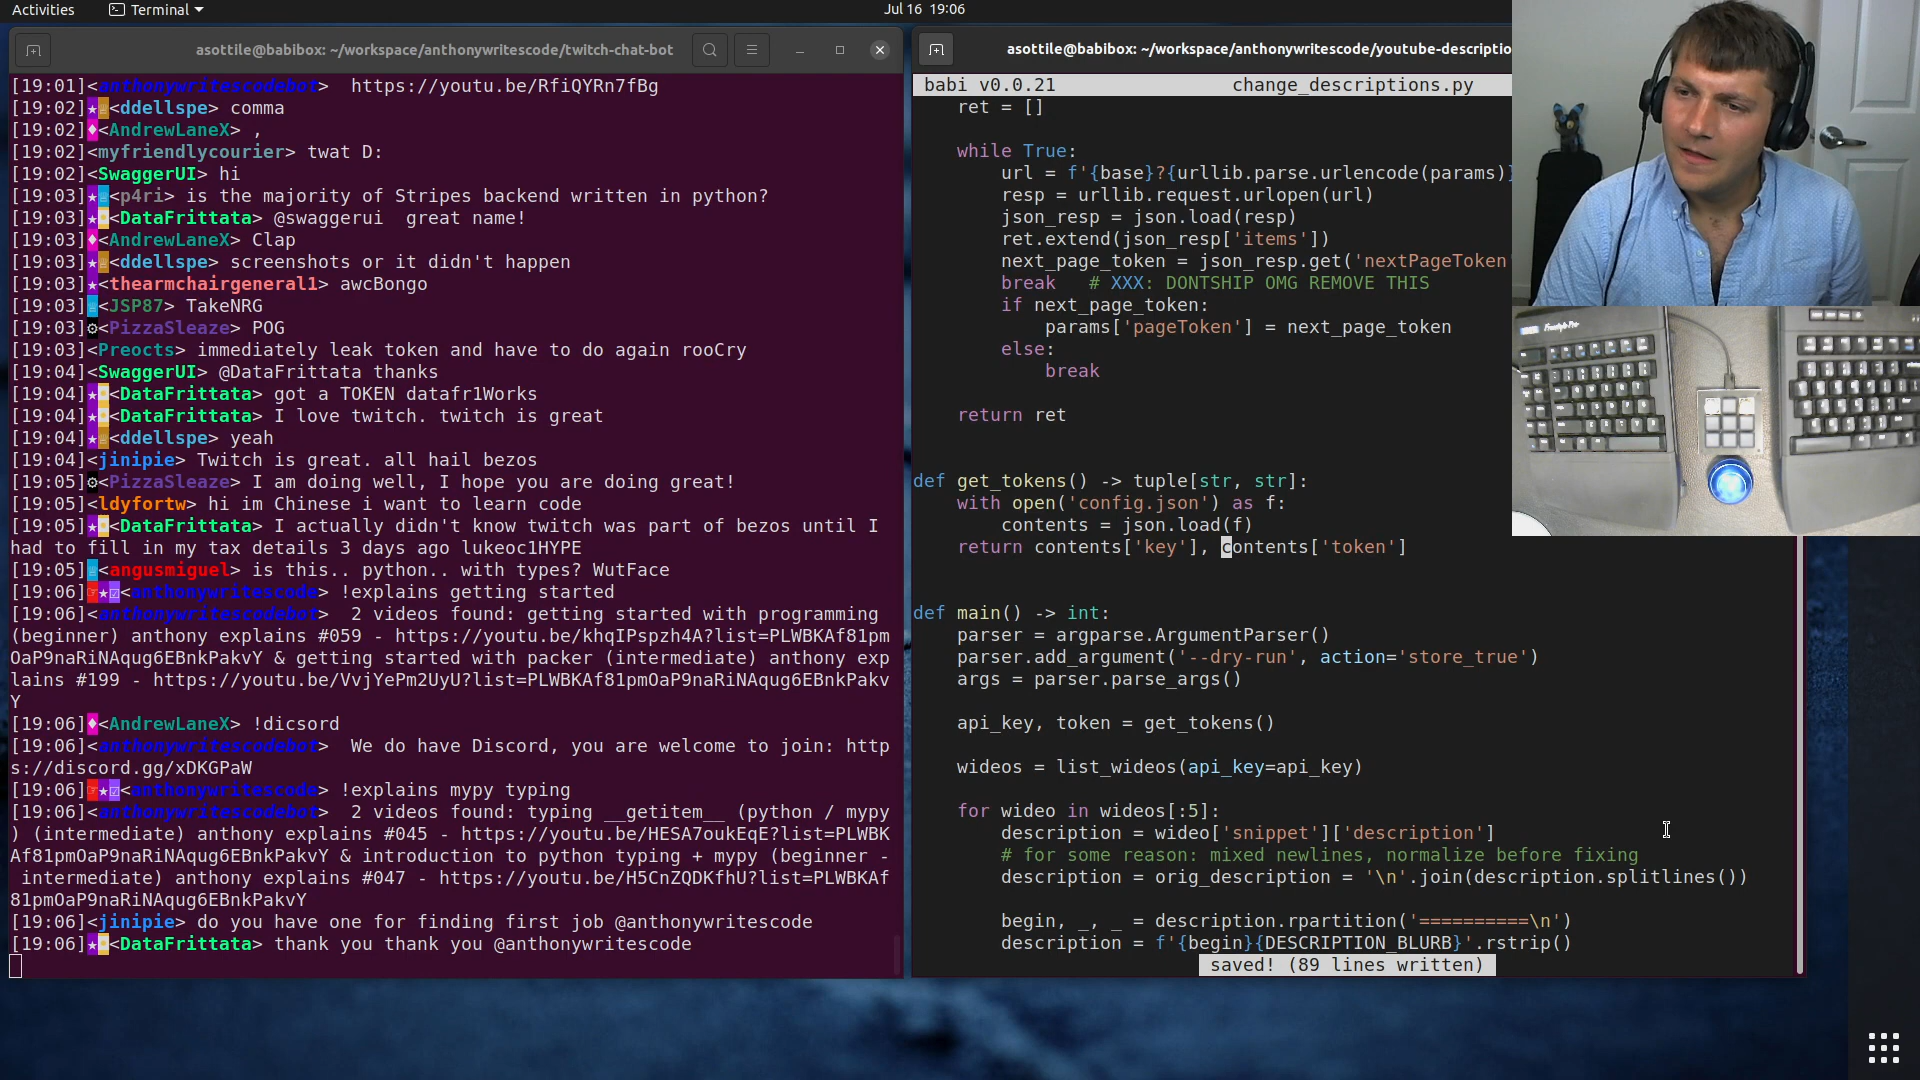 Activities
Terminal
Jul 16 19:06
asottile@babibox: ~/workspace/anthonywritescode/twitch-chat-bot
[19:01]<anthonywritescodebot>  https://youtu.be/RfiQYRn7fBg
[19:02]★<ddellspe> comma
[19:02]♦<AndrewLaneX> ,
[19:02]<myfriendlycourier> twat D:
[19:02]<SwaggerUI> hi
[19:03]★<p4ri> is the majority of Stripes backend written in python?
[19:03]★<DataFrittata> @swaggerui  great name!
[19:03]♦<AndrewLaneX> Clap
[19:03]★<ddellspe> screenshots or it didn't happen
[19:03]★<thearmchairgeneral1> awcBongo
[19:03]<JSP87> TakeNRG
[19:03]⚙<PizzaSleaze> POG
[19:03]<Preocts> immediately leak token and have to do again rooCry
[19:04]<SwaggerUI> @DataFrittata thanks
[19:04]★<DataFrittata> got a TOKEN datafr1Works
[19:04]★<DataFrittata> I love twitch. twitch is great
[19:04]★<ddellspe> yeah
[19:04]<jinipie> Twitch is great. all hail bezos
[19:05]⚙<PizzaSleaze> I am doing well, I hope you are doing great!
[19:05]<ldyfortw> hi im Chinese i want to learn code
[19:05]★<DataFrittata> I actually didn't know twitch was part of bezos until I
had to fill in my tax details 3 days ago lukeoc1HYPE
[19:05]<angusmiguel> is this.. python.. with types? WutFace
[19:06]★<anthonywritescode> !explains getting started
[19:06]<anthonywritescodebot>  2 videos found: getting started with programming
(beginner) anthony explains #059 - https://youtu.be/khqIPspzh4A?list=PLWBKAf81pm
OaP9naRiNAqug6EBnkPakvY & getting started with packer (intermediate) anthony exp
lains #199 - https://youtu.be/VvjYePm2UyU?list=PLWBKAf81pmOaP9naRiNAqug6EBnkPakv
Y
[19:06]♦<AndrewLaneX> !dicsord
[19:06]<anthonywritescodebot>  We do have Discord, you are welcome to join: http
s://discord.gg/xDKGPaW
[19:06]★<anthonywritescode> !explains mypy typing
[19:06]<anthonywritescodebot>  2 videos found: typing __getitem__ (python / mypy
) (intermediate) anthony explains #045 - https://youtu.be/HESA7oukEqE?list=PLWBK
Af81pmOaP9naRiNAqug6EBnkPakvY & introduction to python typing + mypy (beginner -
 intermediate) anthony explains #047 - https://youtu.be/H5CnZQDKfhU?list=PLWBKAf
81pmOaP9naRiNAqug6EBnkPakvY
[19:06]<jinipie> do you have one for finding first job @anthonywritescode
[19:06]★<DataFrittata> thank you thank you @anthonywritescode
asottile@babibox: ~/workspace/anthonywritescode/youtube-descriptio
babi v0.0.21
change_descriptions.py
    ret = []
    while True:
        url = f'{base}?{urllib.parse.urlencode(params)}
        resp = urllib.request.urlopen(url)
        json_resp = json.load(resp)
        ret.extend(json_resp['items'])
        next_page_token = json_resp.get('nextPageToken'
        break   # XXX: DONTSHIP OMG REMOVE THIS
        if next_page_token:
            params['pageToken'] = next_page_token
        else:
            break
    return ret
def get_tokens() -> tuple[str, str]:
    with open('config.json') as f:
        contents = json.load(f)
    return contents['key'], contents['token']
def main() -> int:
    parser = argparse.ArgumentParser()
    parser.add_argument('--dry-run', action='store_true')
    args = parser.parse_args()
    api_key, token = get_tokens()
    wideos = list_wideos(api_key=api_key)
    for wideo in wideos[:5]:
        description = wideo['snippet']['description']
        # for some reason: mixed newlines, normalize before fixing
        description = orig_description = '\n'.join(description.splitlines())
        begin, _, _ = description.rpartition('==========\n')
        description = f'{begin}{DESCRIPTION_BLURB}'.rstrip()
saved! (89 lines written)
Freestyle Pro